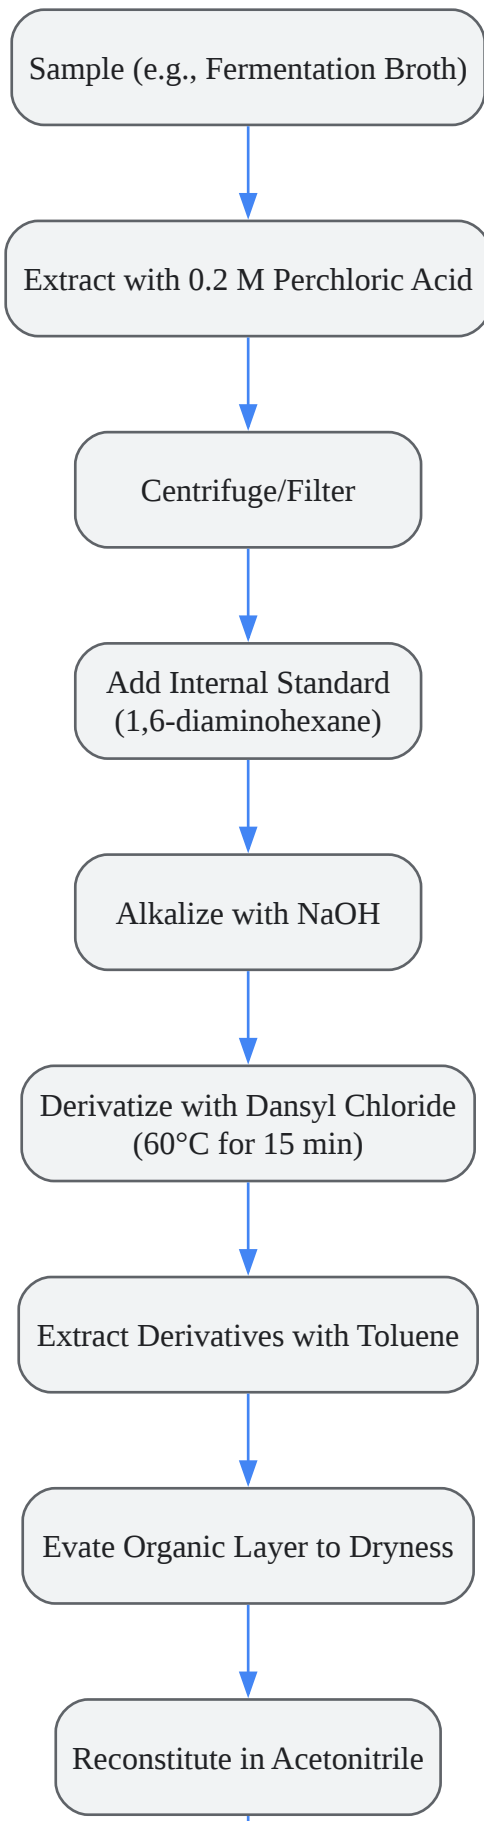 Sample (e.g., Fermentation Broth)
Extract with 0.2 M Perchloric Acid
Centrifuge/Filter
Add Internal Standard
(1,6-diaminohexane)
Alkalize with NaOH
Derivatize with Dansyl Chloride
(60°C for 15 min)
Extract Derivatives with Toluene
Evate Organic Layer to Dryness
Reconstitute in Acetonitrile